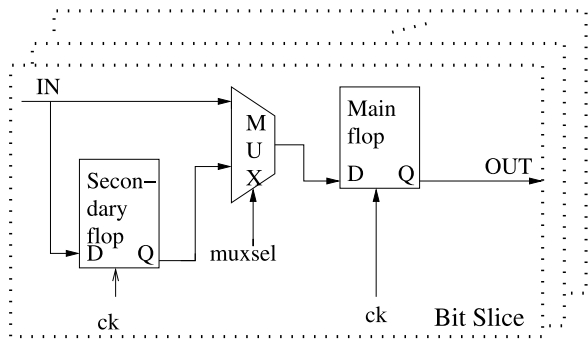 IN
M
U
X
Main
flop
D Q
OUT
Secon-
dary
flop
D Q
muxsel
ck
ck
Bit Slice